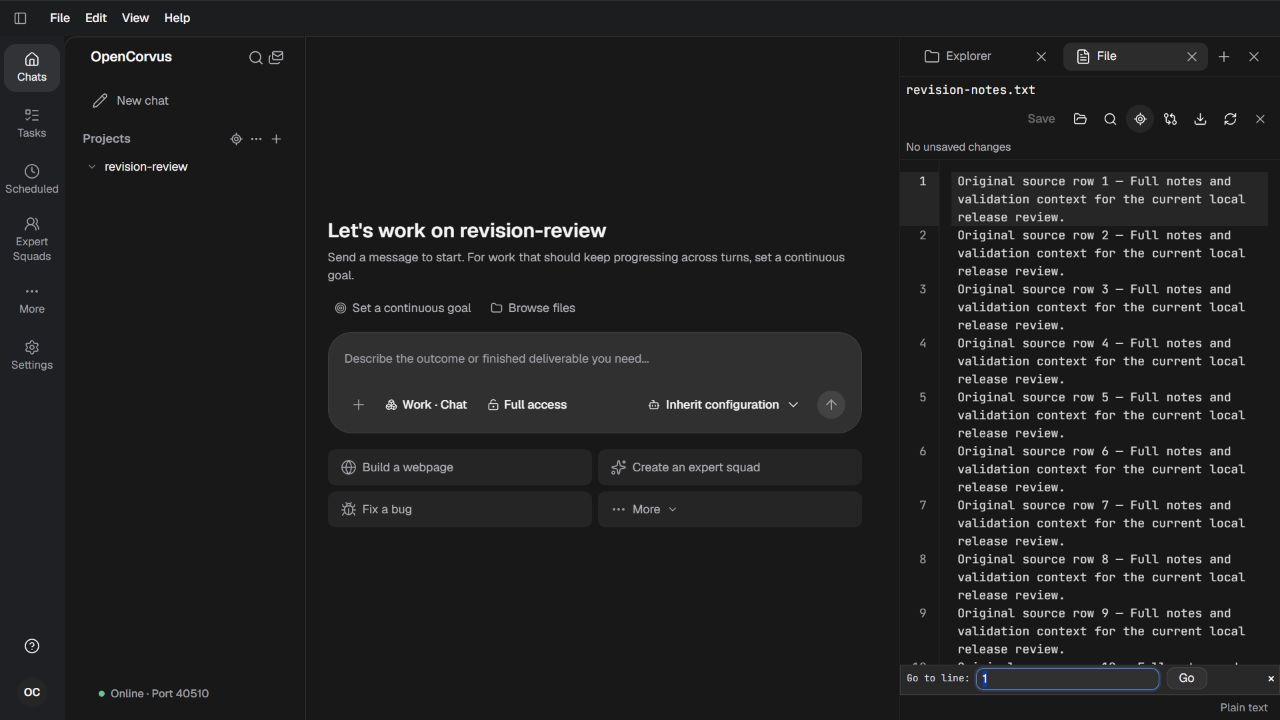 File Edit View Help
Chats
Tasks
Scheduled
Expert
Squads
More
Settings
OC
OpenCorvus
New chat
Projects
revision-review
Online · Port 40510
Let's work on revision-review
Send a message to start. For work that should keep progressing across turns, set a continuous
goal.
Set a continuous goal Browse files
Describe the outcome or finished deliverable you need...
Work · Chat Full access Inherit configuration
Build a webpage Create an expert squad
Fix a bug More
Explorer File
revision-notes.txt
Save
No unsaved changes
1 Original source row 1 — Full notes and
validation context for the current local
release review.
2 Original source row 2 — Full notes and
validation context for the current local
release review.
3 Original source row 3 — Full notes and
validation context for the current local
release review.
4 Original source row 4 — Full notes and
validation context for the current local
release review.
5 Original source row 5 — Full notes and
validation context for the current local
release review.
6 Original source row 6 — Full notes and
validation context for the current local
release review.
7 Original source row 7 — Full notes and
validation context for the current local
release review.
8 Original source row 8 — Full notes and
validation context for the current local
release review.
9 Original source row 9 — Full notes and
validation context for the current local
release review.
Go to line: 1 Go ×
Plain text